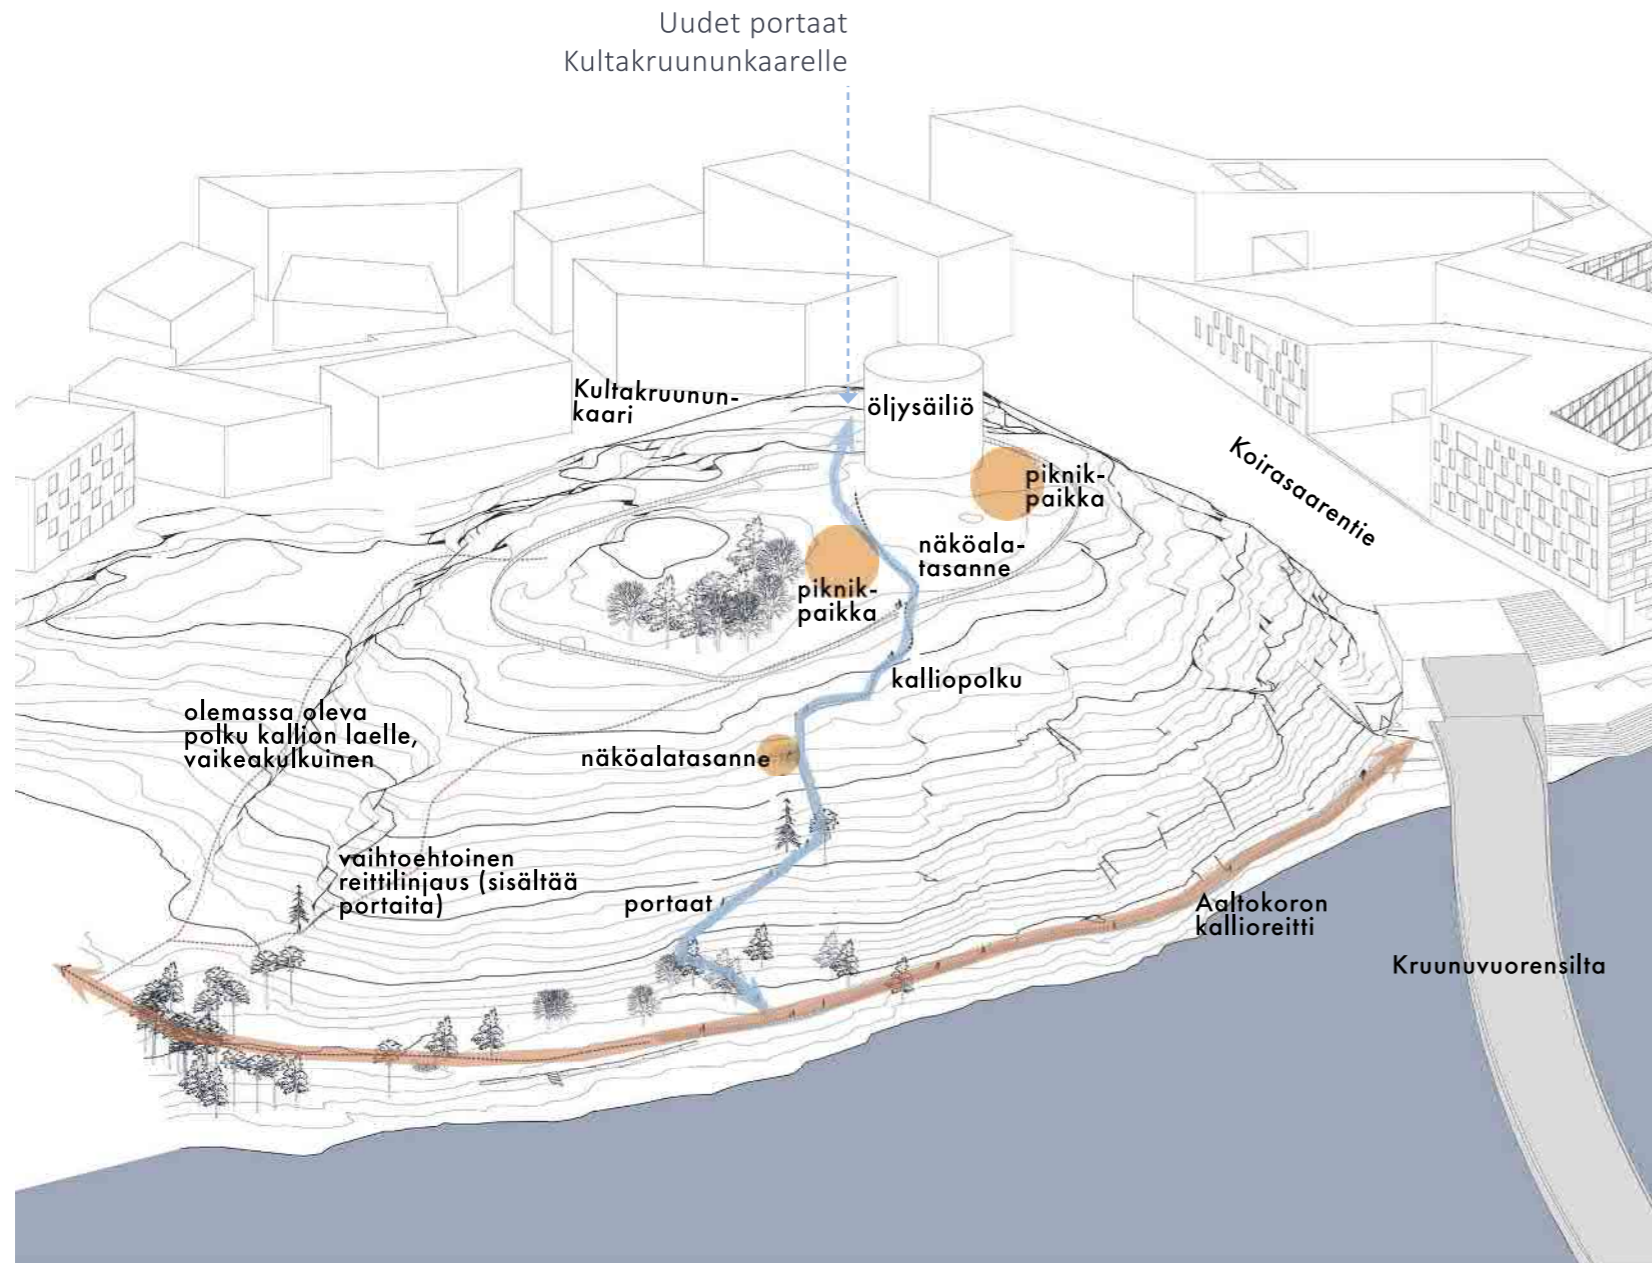 Uudet portaat
Kultakruununkaarelle
Kultakruunun-
kaari
öljysäiliö
piknik-
paikka
Koirasaarentie
näköala-
tasanne
piknik-
paikka
kalliopolku
olemassa oleva
polku kallion laelle,
vaikeakulkuinen
näköalatasanne
vaihtoehtoinen
reittilinjaus (sisältää
portaita)
portaat
Aaltokoron
kallioreitti
Kruunuvuorensilta